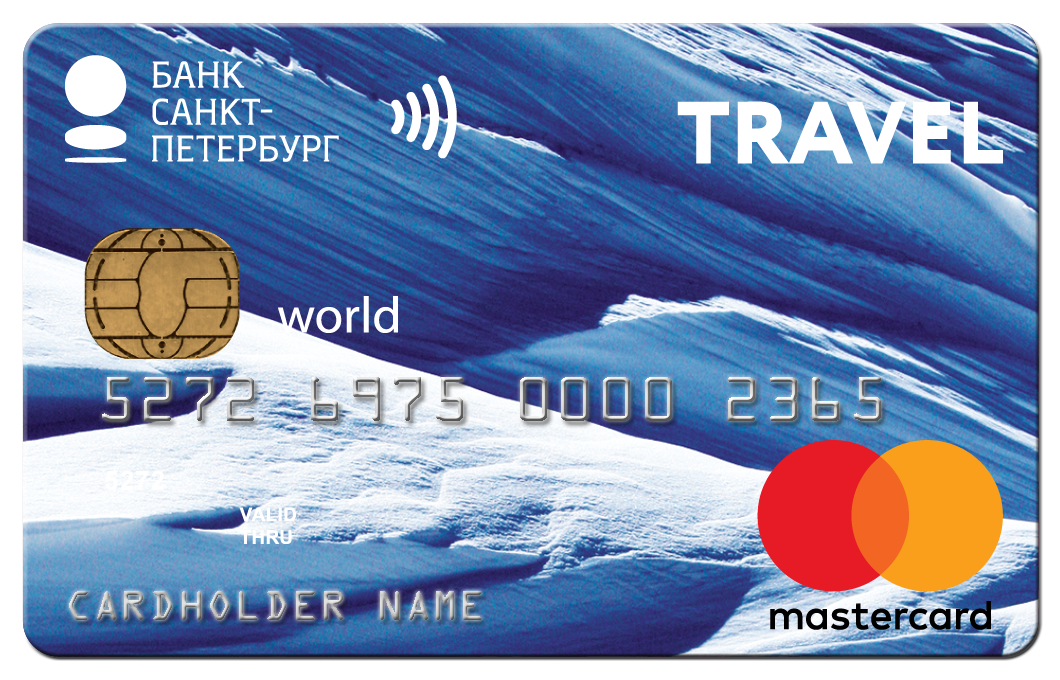 БАНК
САНКТ-
ПЕТЕРБУРГ
TRAVEL
world
5272 6975 0000 2365
5272
VALID
THRU
CARDHOLDER NAME
mastercard